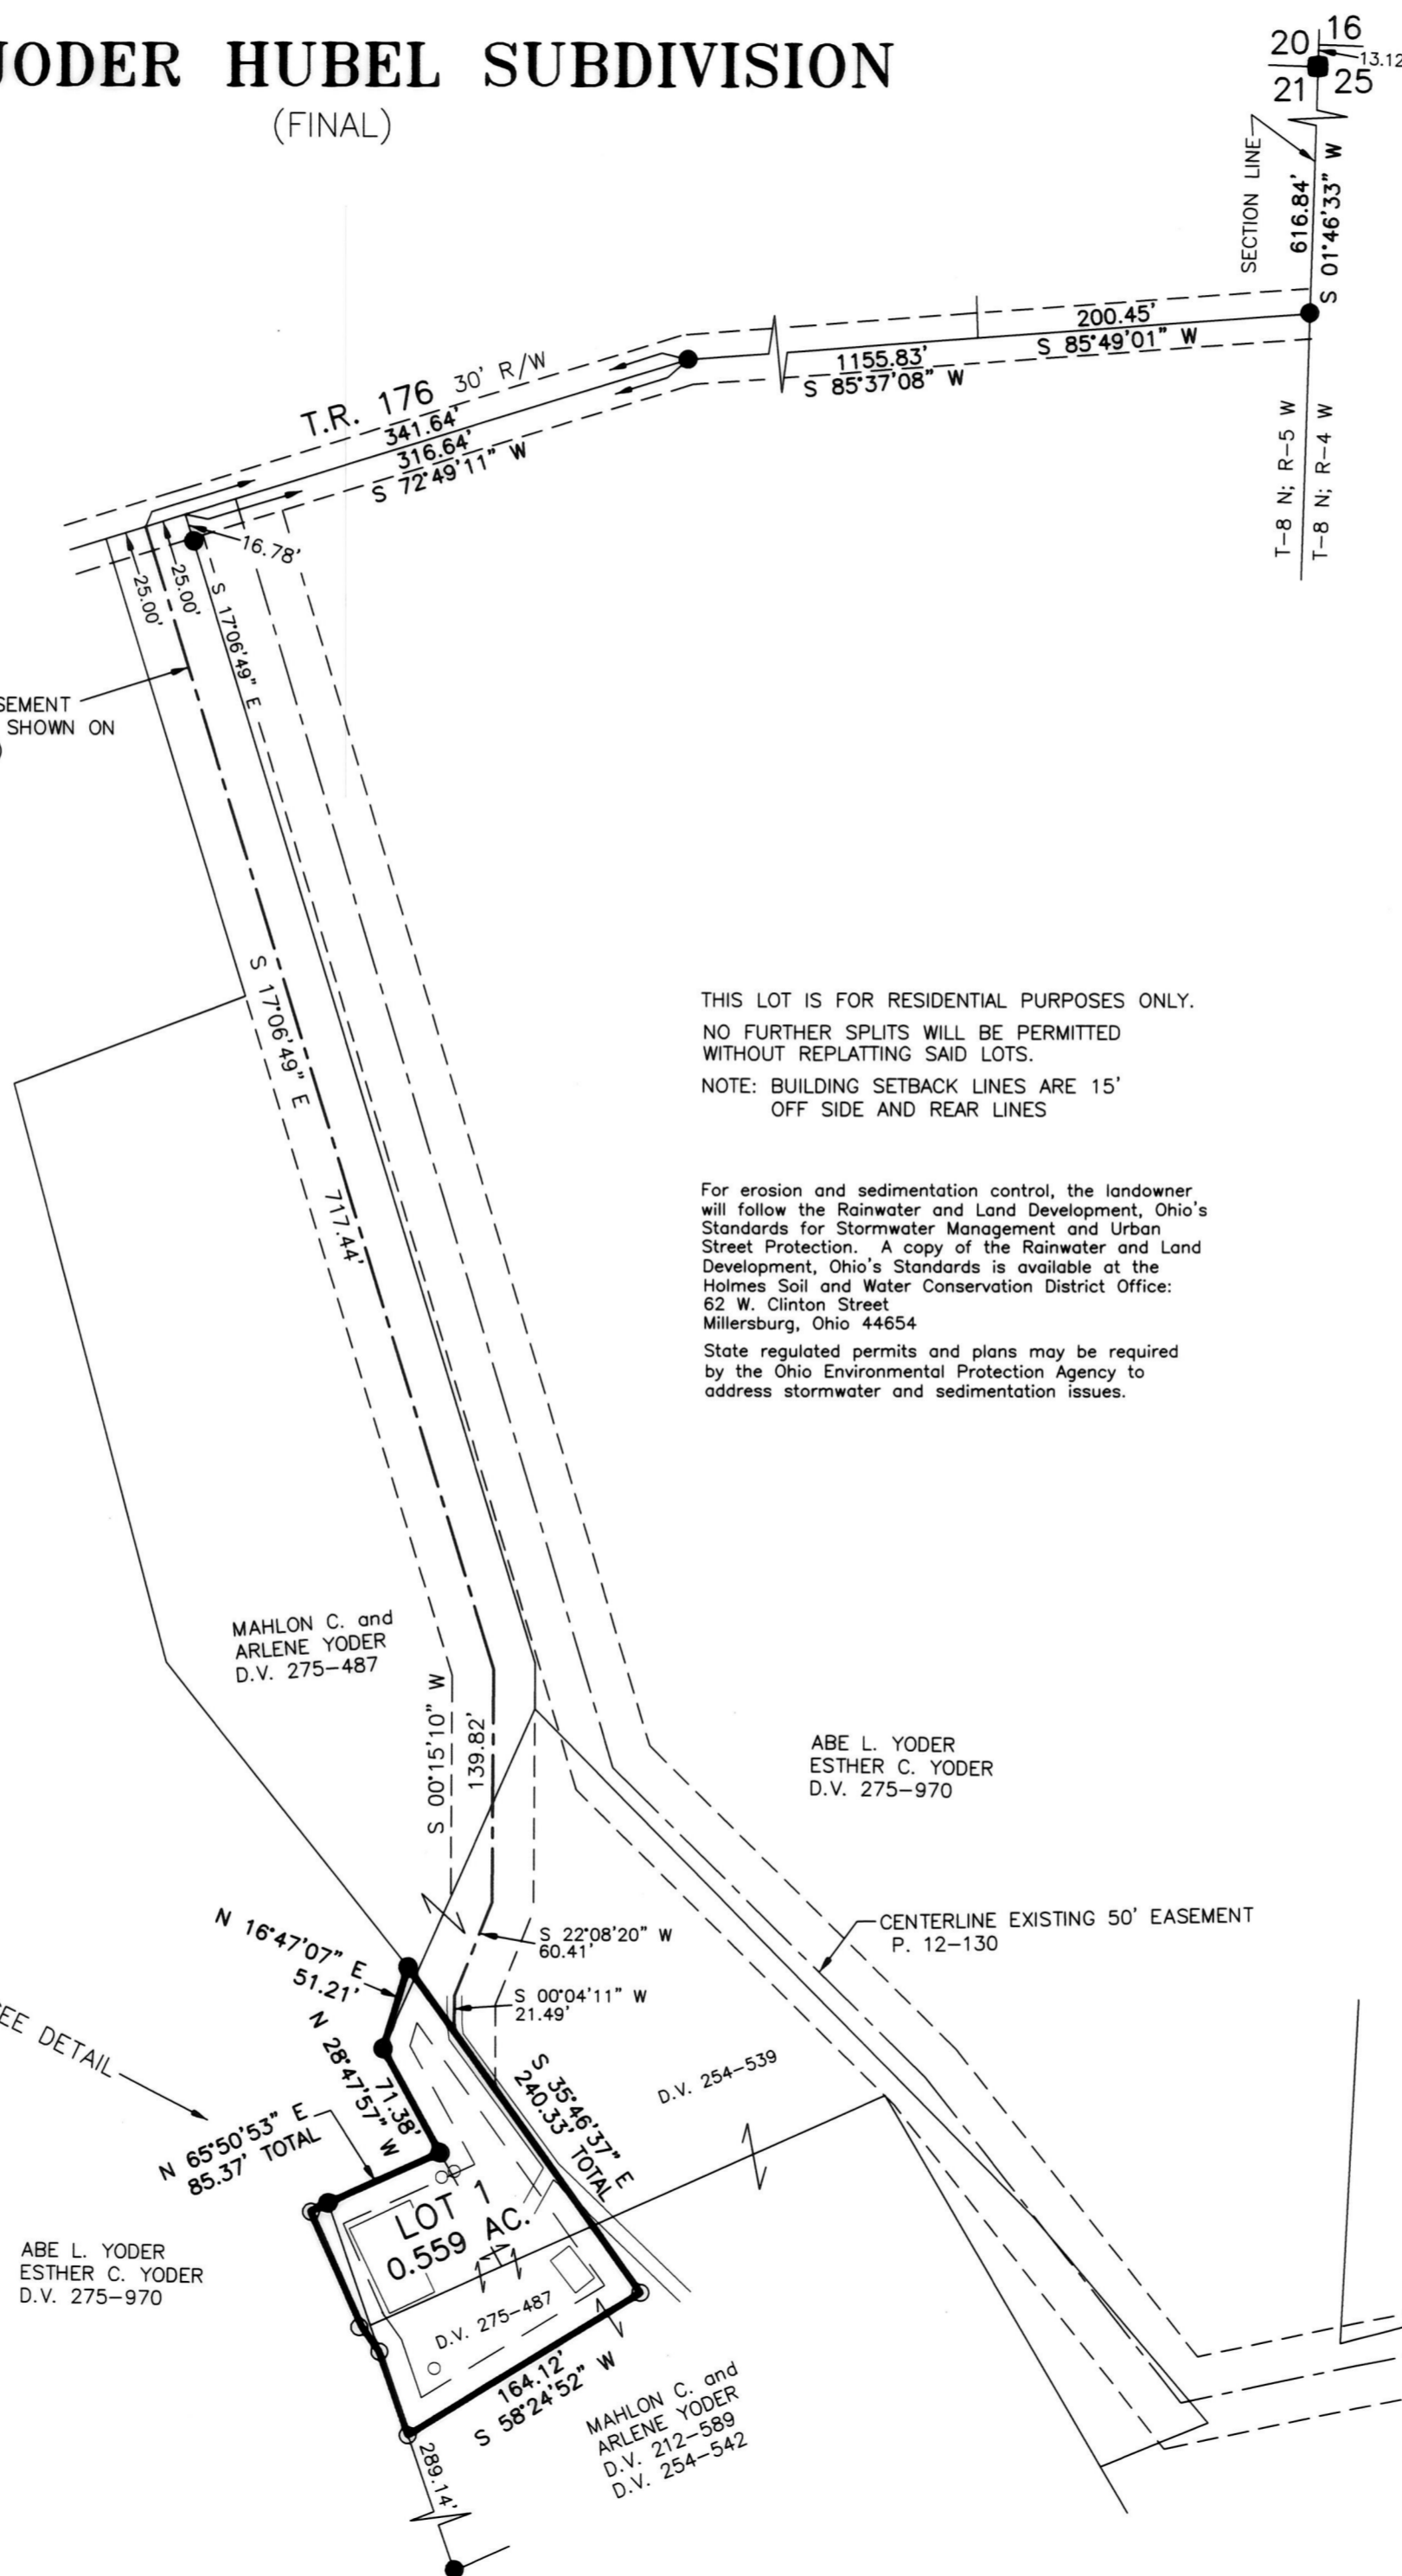 HUBEL SUBDIVISION
(FINAL)
20 16
13.12
21 25
SECTION LINE
616.84'
S 01°46'33" W
200.45'
S 85°49'01" W
1155.83'
S 85°37'08" W
T.R. 176 30' R/W
341.64'
316.64'
S 72°49'11" W
T-8 N; R-5 W
T-8 N; R-4 W
16.78'
25.00'
25.00'
S 17°06'49" E
SHOWN ON
S 17°06'49" E
717.44'
THIS LOT IS FOR RESIDENTIAL PURPOSES ONLY.
NO FURTHER SPLITS WILL BE PERMITTED
WITHOUT REPLATTING SAID LOTS.
NOTE: BUILDING SETBACK LINES ARE 15'
OFF SIDE AND REAR LINES
For erosion and sedimentation control, the landowner
will follow the Rainwater and Land Development, Ohio's
Standards for Stormwater Management and Urban
Street Protection. A copy of the Rainwater and Land
Development, Ohio's Standards is available at the
Holmes Soil and Water Conservation District Office:
62 W. Clinton Street
Millersburg, Ohio 44654
State regulated permits and plans may be required
by the Ohio Environmental Protection Agency to
address stormwater and sedimentation issues.
MAHLON C. and
ARLENE YODER
D.V. 275-487
S 00°15'10" W
139.82'
ABE L. YODER
ESTHER C. YODER
D.V. 275-970
CENTERLINE EXISTING 50' EASEMENT
P. 12-130
N 16°47'07" E
51.21'
S 22°08'20" W
60.41'
S 00°04'11" W
21.49'
DETAIL
N 28°47'57" W
71.38'
S 35°46'37" E
240.33' TOTAL
D.V. 254-539
N 65°50'53" E
85.37' TOTAL
LOT 1
0.559 AC.
ABE L. YODER
ESTHER C. YODER
D.V. 275-970
D.V. 275-487
164.12'
S 58°24'52" W
MAHLON C. and
ARLENE YODER
D.V. 212-589
D.V. 254-542
289.14'